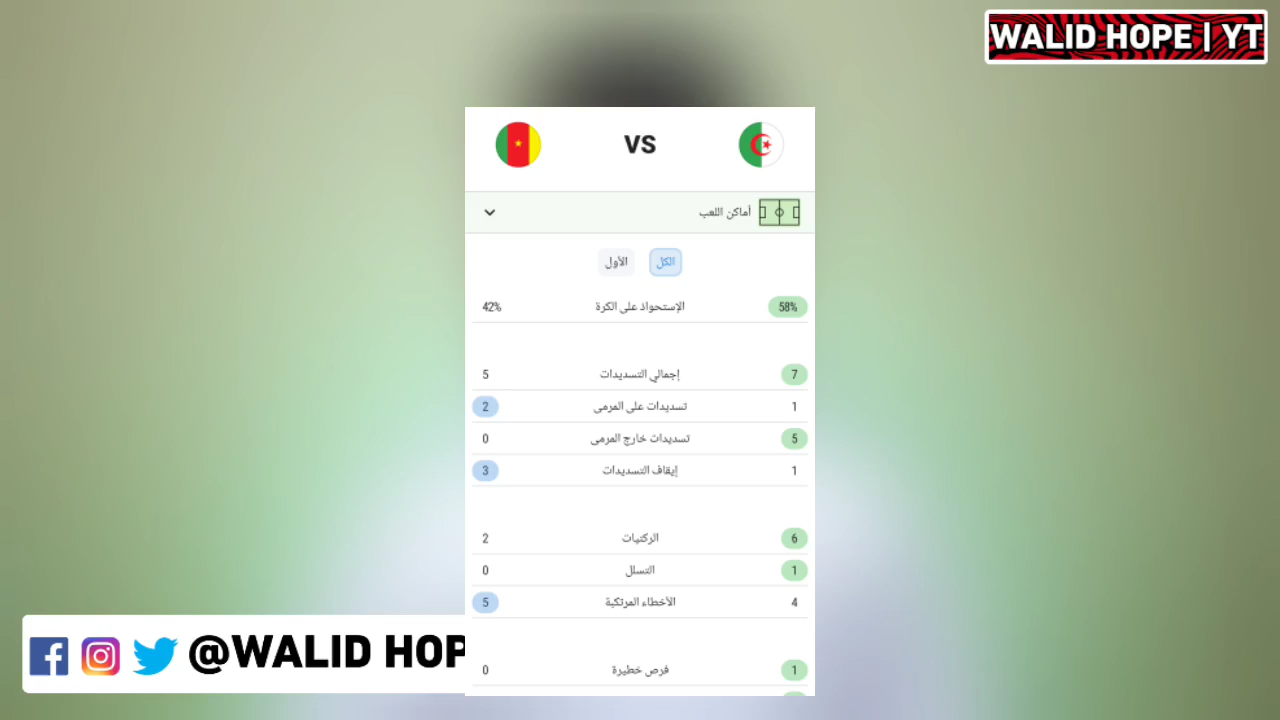 WALID HOPE | YT
VS
أماكن اللعب
الكل الأول
58% الإستحواذ على الكرة 42%
7 إجمالي التسديدات 5
1 تسديدات على المرمى 2
5 تسديدات خارج المرمى 0
1 إيقاف التسديدات 3
6 الركنيات 2
1 التسلل 0
4 الأخطاء المرتكبة 5
1 فرص خطيرة 0
@WALID HOP